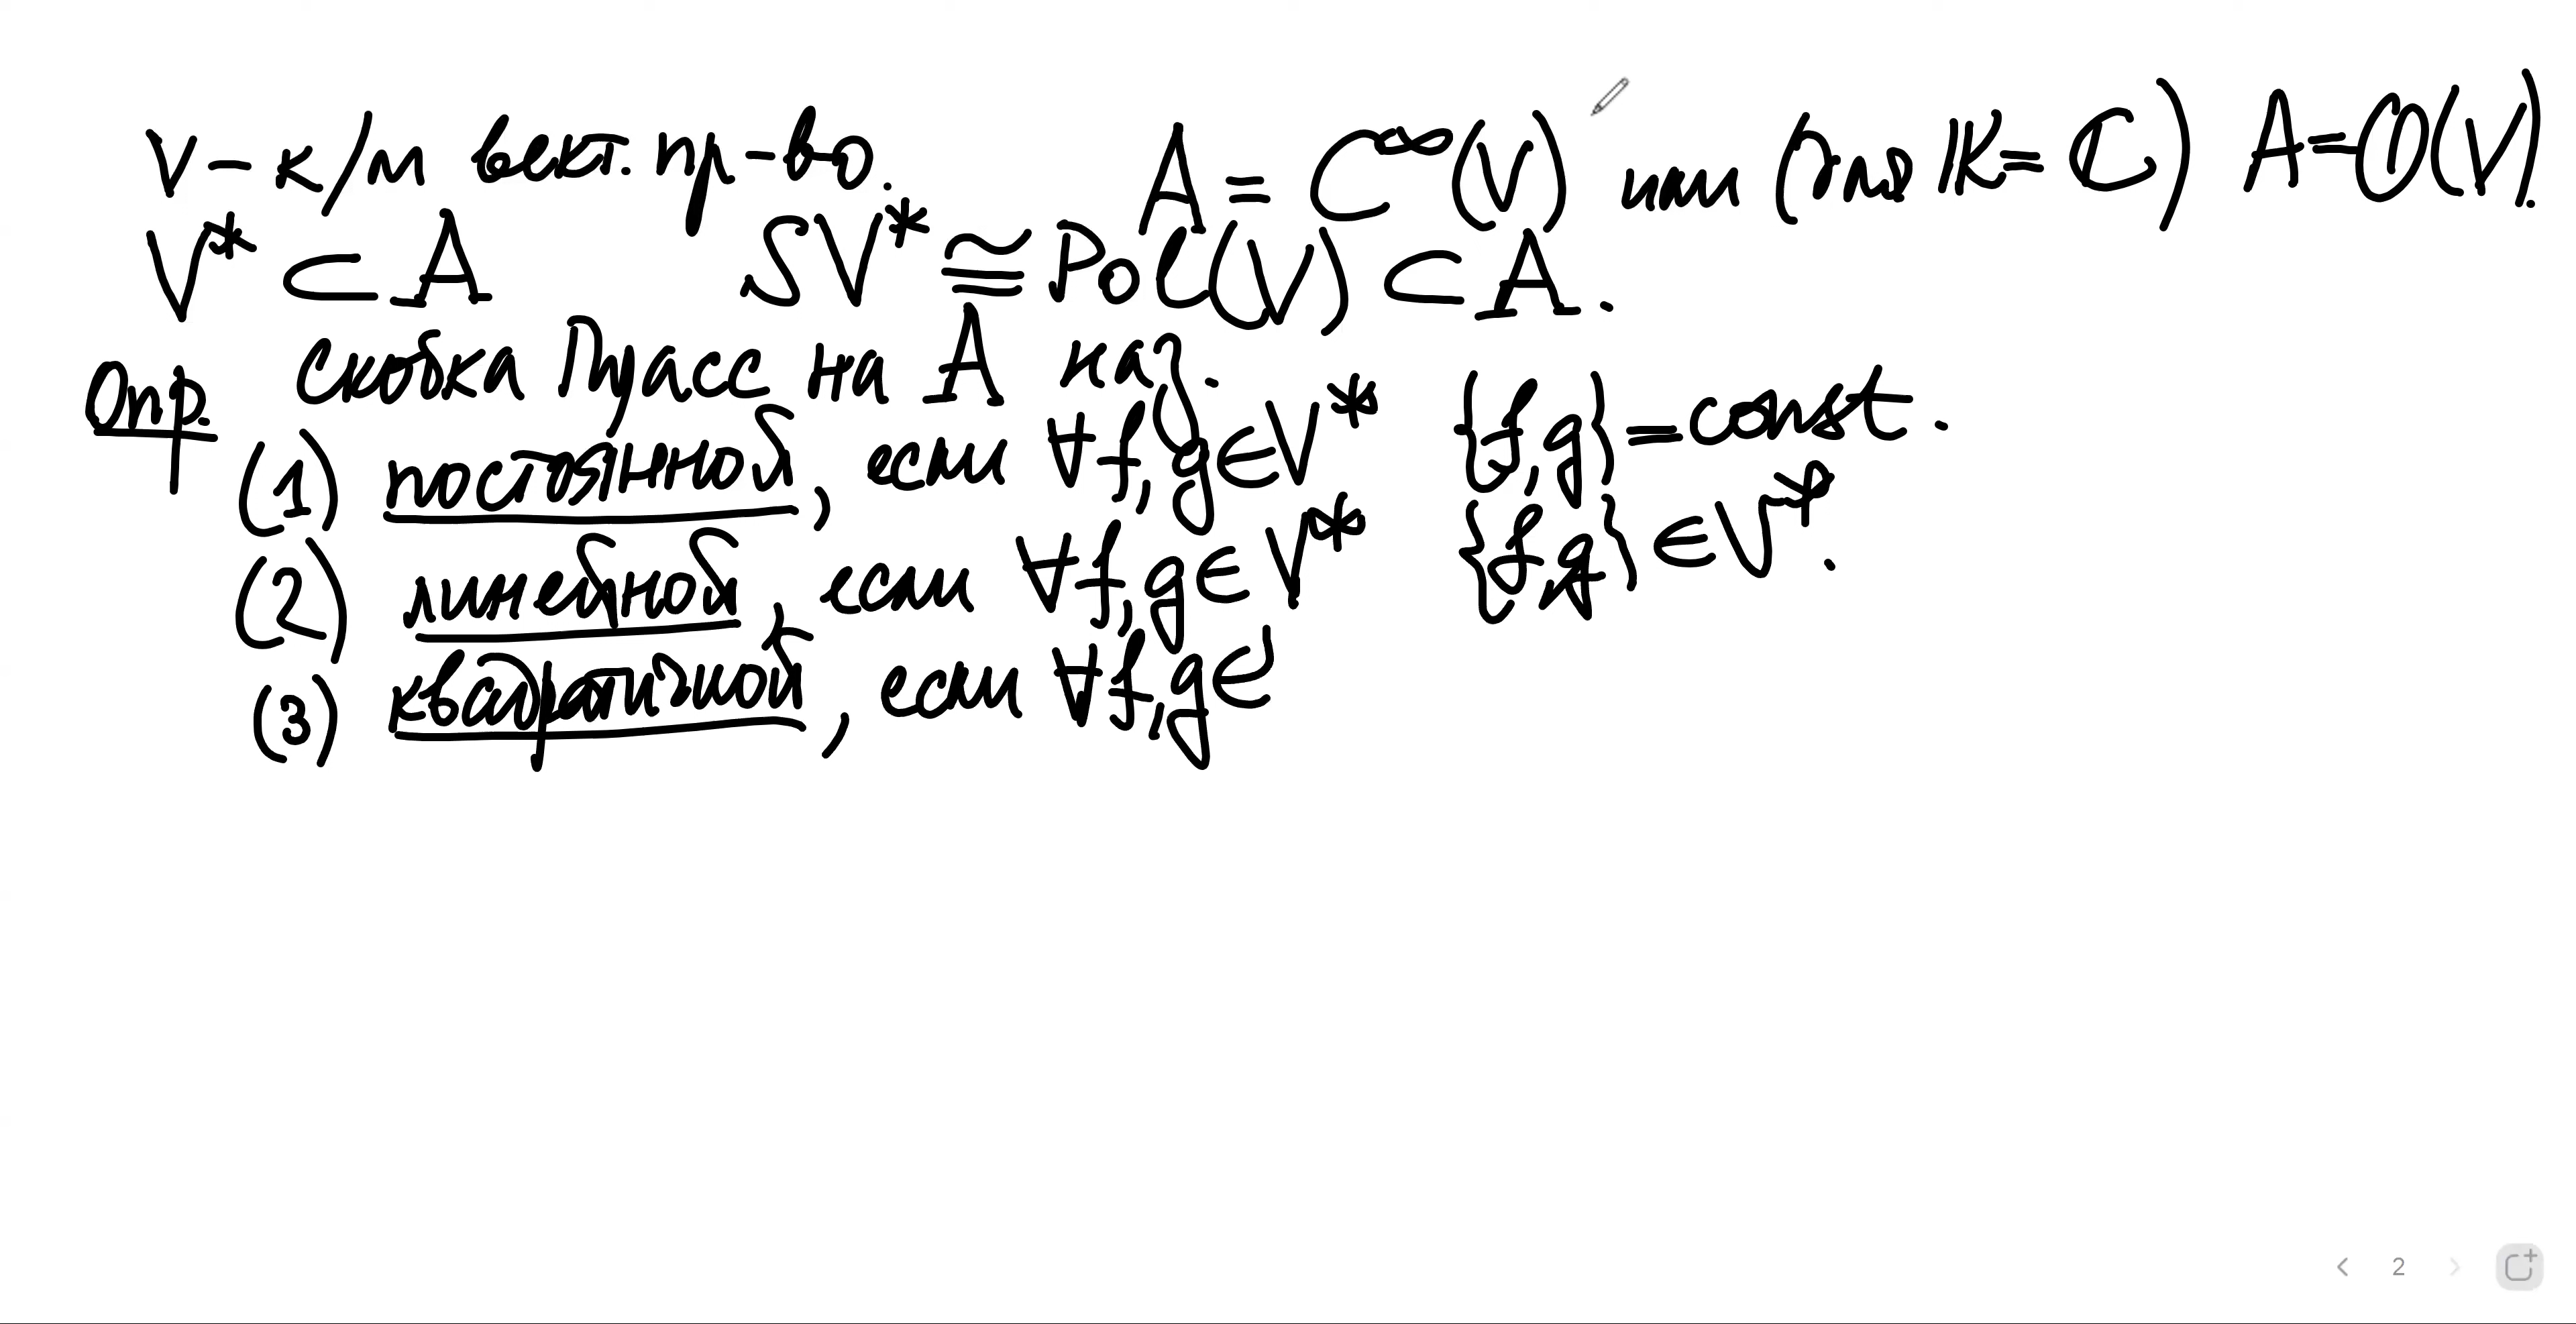 V – к/м вект. пр-во. A = C^∞(V) или (для K = ℂ) A = O(V).
V* ⊂ A SV* ≅ Pol(V) ⊂ A.
Опр. Скобка Пуасс на A наз.
(1) постоянной, если ∀f,g∈V* {f,g} = const.
(2) линейной, если ∀f,g∈V* {f,g} ∈ V*.
(3) квадратичной, если ∀f,g∈
2